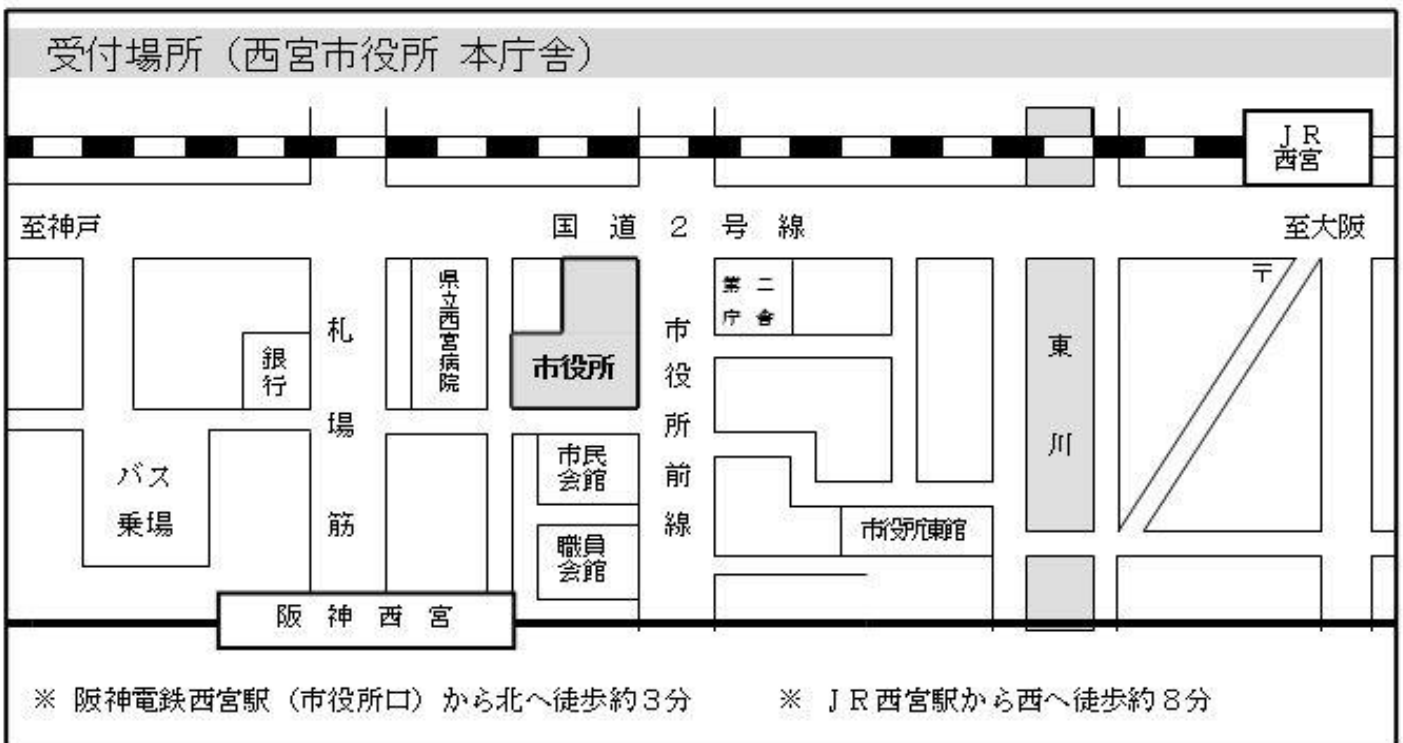 受付場所（西宮市役所 本庁舎）
ＪＲ
西宮
至神戸
国道２号線
至大阪
札場筋
銀行
県立西宮病院
市役所
市役所前線
第二
庁舎
東川
〒
バス
乗場
市民
会館
職員
会館
市役所東館
阪神西宮
※ 阪神電鉄西宮駅（市役所口）から北へ徒歩約３分
※ ＪＲ西宮駅から西へ徒歩約８分